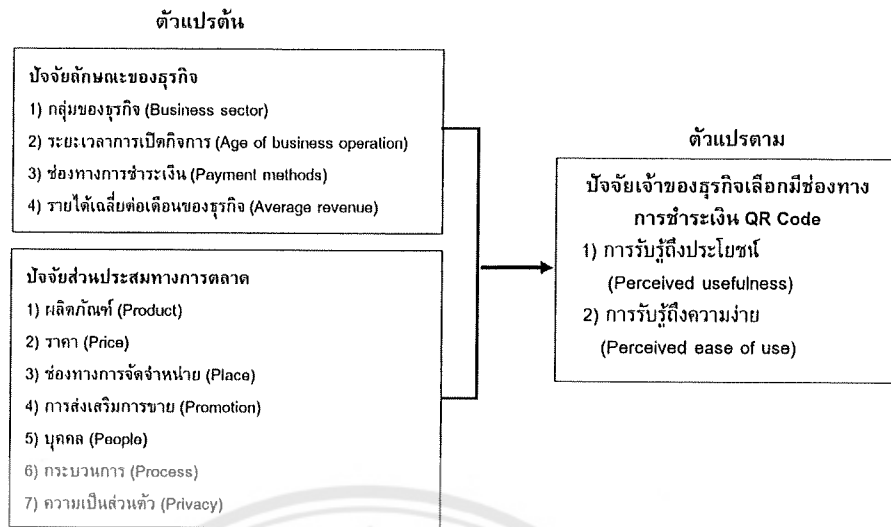 ตัวแปรต้น
ปัจจัยลักษณะของธุรกิจ
1) กลุ่มของธุรกิจ (Business sector)
2) ระยะเวลาการเปิดกิจการ (Age of business operation)
3) ช่องทางการชำระเงิน (Payment methods)
4) รายได้เฉลี่ยต่อเดือนของธุรกิจ (Average revenue)
ปัจจัยส่วนประสมทางการตลาด
1) ผลิตภัณฑ์ (Product)
2) ราคา (Price)
3) ช่องทางการจัดจำหน่าย (Place)
4) การส่งเสริมการขาย (Promotion)
5) บุคคล (People)
6) กระบวนการ (Process)
7) ความเป็นส่วนตัว (Privacy)
ตัวแปรตาม
ปัจจัยเจ้าของธุรกิจเลือกมีช่องทาง
การชำระเงิน QR Code
1) การรับรู้ถึงประโยชน์
(Perceived usefulness)
2) การรับรู้ถึงความง่าย
(Perceived ease of use)